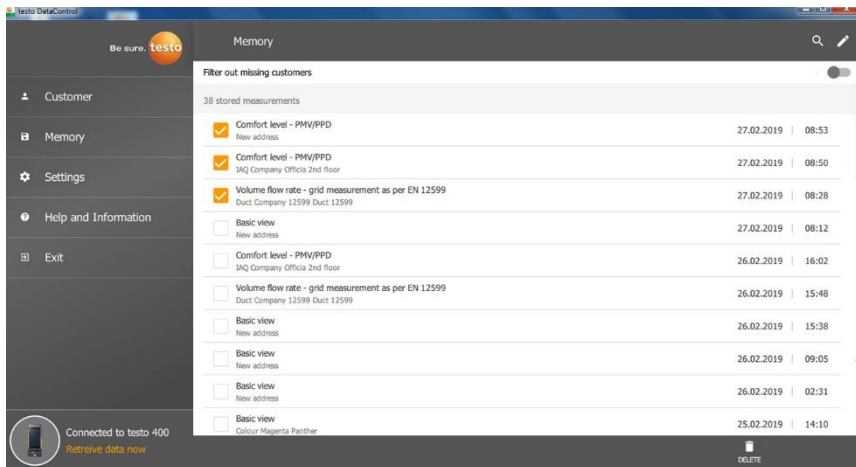 testo DataControl
Be sure. testo
Memory
Filter out missing customers
38 stored measurements
Customer
Memory
Settings
Help and Information
Exit
Comfort level - PMV/PPD
New address
27.02.2019 | 08:53
Comfort level - PMV/PPD
IAQ Company Officia 2nd floor
27.02.2019 | 08:50
Volume flow rate - grid measurement as per EN 12599
Duct Company 12599 Duct 12599
27.02.2019 | 08:28
Basic view
New address
27.02.2019 | 08:12
Comfort level - PMV/PPD
IAQ Company Officia 2nd floor
26.02.2019 | 16:02
Volume flow rate - grid measurement as per EN 12599
Duct Company 12599 Duct 12599
26.02.2019 | 15:48
Basic view
New address
26.02.2019 | 15:38
Basic view
New address
26.02.2019 | 09:05
Basic view
New address
26.02.2019 | 02:31
Basic view
Colour Magenta Panther
25.02.2019 | 14:10
Connected to testo 400
Retreive data now
DELETE